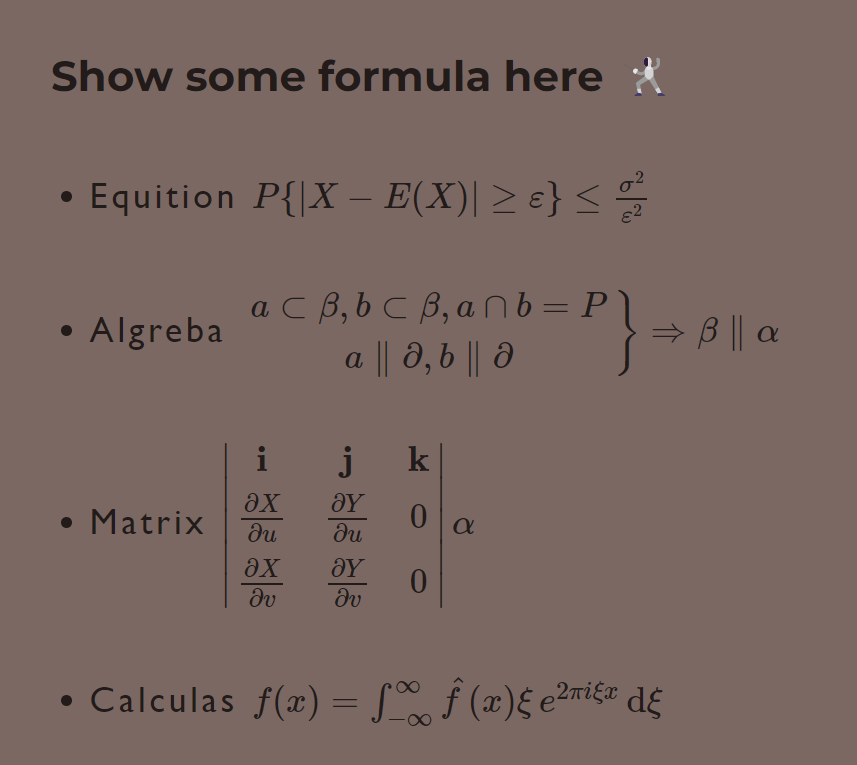 Show some formula here 🤺
• Equition $P\{|X - E(X)| \geq \varepsilon\} \leq \frac{\sigma^2}{\varepsilon^2}$
• Algreba $\left.\begin{matrix} a \subset \beta, b \subset \beta, a \cap b = P \\ a \parallel \partial, b \parallel \partial \end{matrix}\right\} \Rightarrow \beta \parallel \alpha$
• Matrix $\begin{vmatrix} \mathbf{i} & \mathbf{j} & \mathbf{k} \\ \frac{\partial X}{\partial u} & \frac{\partial Y}{\partial u} & 0 \\ \frac{\partial X}{\partial v} & \frac{\partial Y}{\partial v} & 0 \end{vmatrix} \alpha$
• Calculas $f(x) = \int_{-\infty}^{\infty} \hat{f}(x)\xi \, e^{2\pi i \xi x} \, \mathrm{d}\xi$